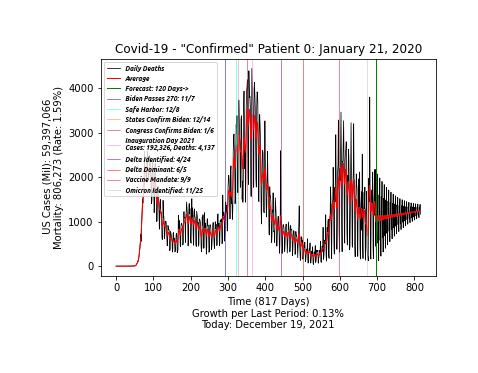 Covid-19 - "Confirmed" Patient 0: January 21, 2020
US Cases (Mil): 59,397,066
Mortality: 806,273 (Rate: 1.59%)
4000
3000
2000
1000
0
Daily Deaths
Average
Forecast: 120 Days->
Biden Passes 270: 11/7
Safe Harbor: 12/8
States Confirm Biden: 12/14
Congress Confirms Biden: 1/6
Inauguration Day 2021
Cases: 192,326, Deaths: 4,137
Delta Identified: 4/24
Delta Dominant: 6/5
Vaccine Mandate: 9/9
Omicron Identified: 11/25
0 100 200 300 400 500 600 700 800
Time (817 Days)
Growth per Last Period: 0.13%
Today: December 19, 2021